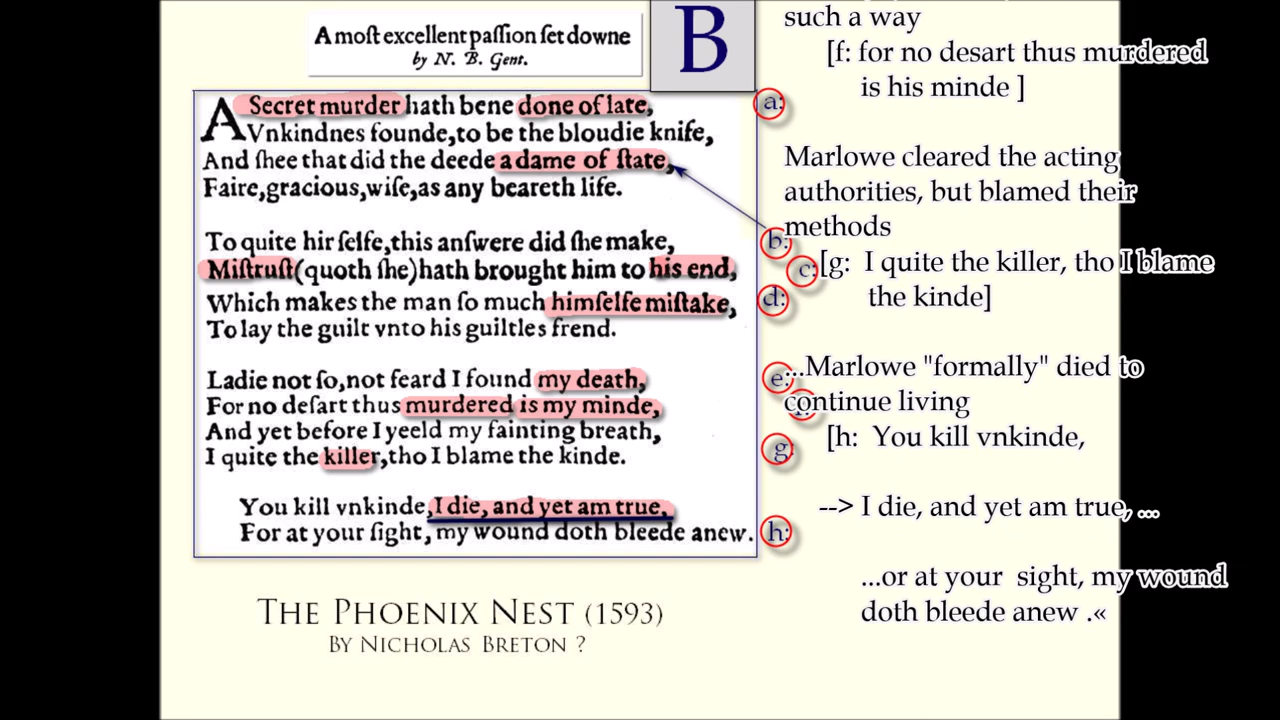 A most excellent passion set downe
by N. B. Gent.
B
A Secret murder hath bene done of late,
Vnkindnes founde,to be the bloudie knife,
And shee that did the deede a dame of state,
Faire,gracious,wise,as any beareth life.
To quite hir selfe,this answere did she make,
Mistrust(quoth she)hath brought him to his end,
Which makes the man so much himselfe mistake,
To lay the guilt vnto his guiltles frend.
Ladie not so,not feard I found my death,
For no desart thus murdered is my minde,
And yet before I yeeld my fainting breath,
I quite the killer,tho I blame the kinde.
You kill vnkinde,I die, and yet am true,
For at your sight, my wound doth bleede anew.
THE PHOENIX NEST (1593)
BY NICHOLAS BRETON ?
a:
b:
c:
d:
e:
g:
h:
such a way
[f: for no desart thus murdered
is his minde ]
Marlowe cleared the acting
authorities, but blamed their
methods
[g: I quite the killer, tho I blame
the kinde]
...Marlowe "formally" died to
continue living
[h: You kill vnkinde,
--> I die, and yet am true, ...
...or at your sight, my wound
doth bleede anew .«